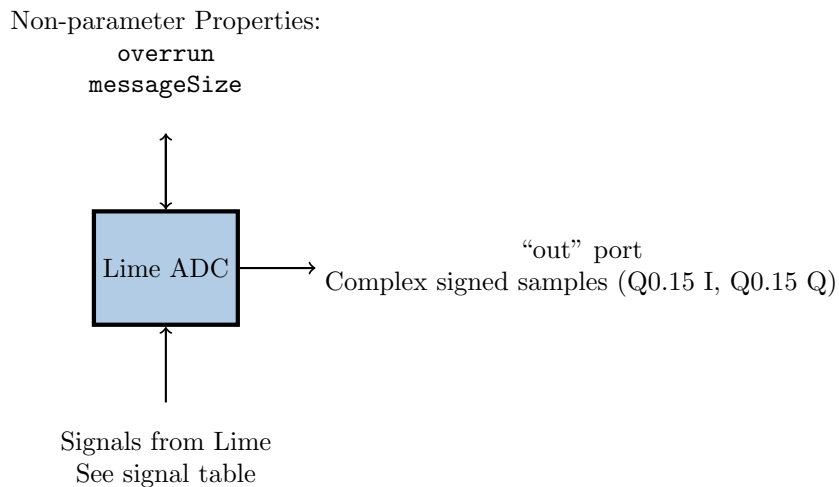 Non-parameter Properties:
overrun
messageSize
Lime ADC
“out” port
Complex signed samples (Q0.15 I, Q0.15 Q)
Signals from Lime
See signal table